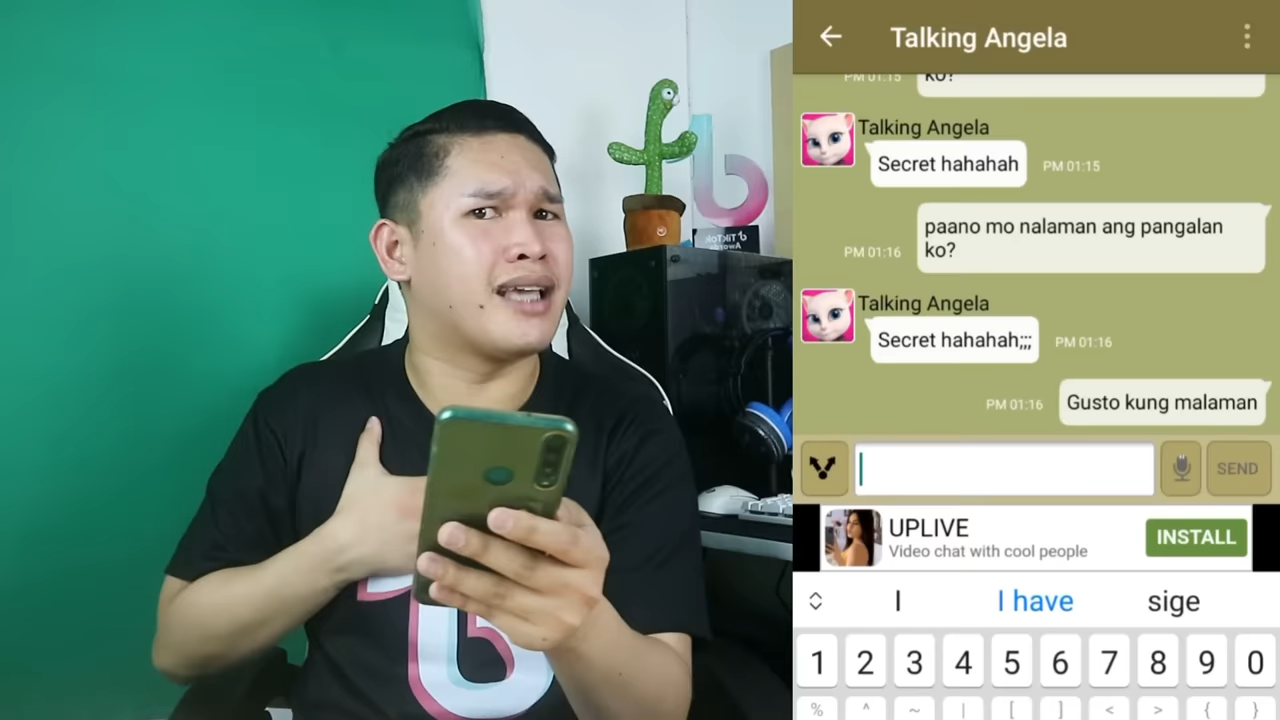 Talking Angela
PM 01:15
ko?
Talking Angela
Secret hahahah
PM 01:15
paano mo nalaman ang pangalan
ko?
PM 01:16
Talking Angela
Secret hahahah;;;
PM 01:16
Gusto kung malaman
PM 01:16
SEND
UPLIVE
Video chat with cool people
INSTALL
I
I have
sige
1 2 3 4 5 6 7 8 9 0
% ^ ~ | [ ] < > { }
b
TikTok
Awards
b